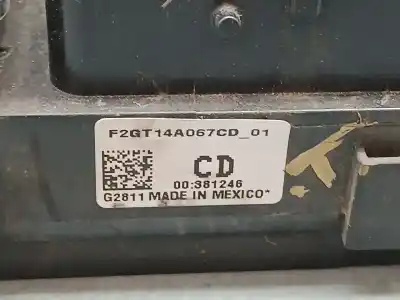 F2GT14A067CD_01
CD
00:381246
G2811 MADE IN MEXICO*